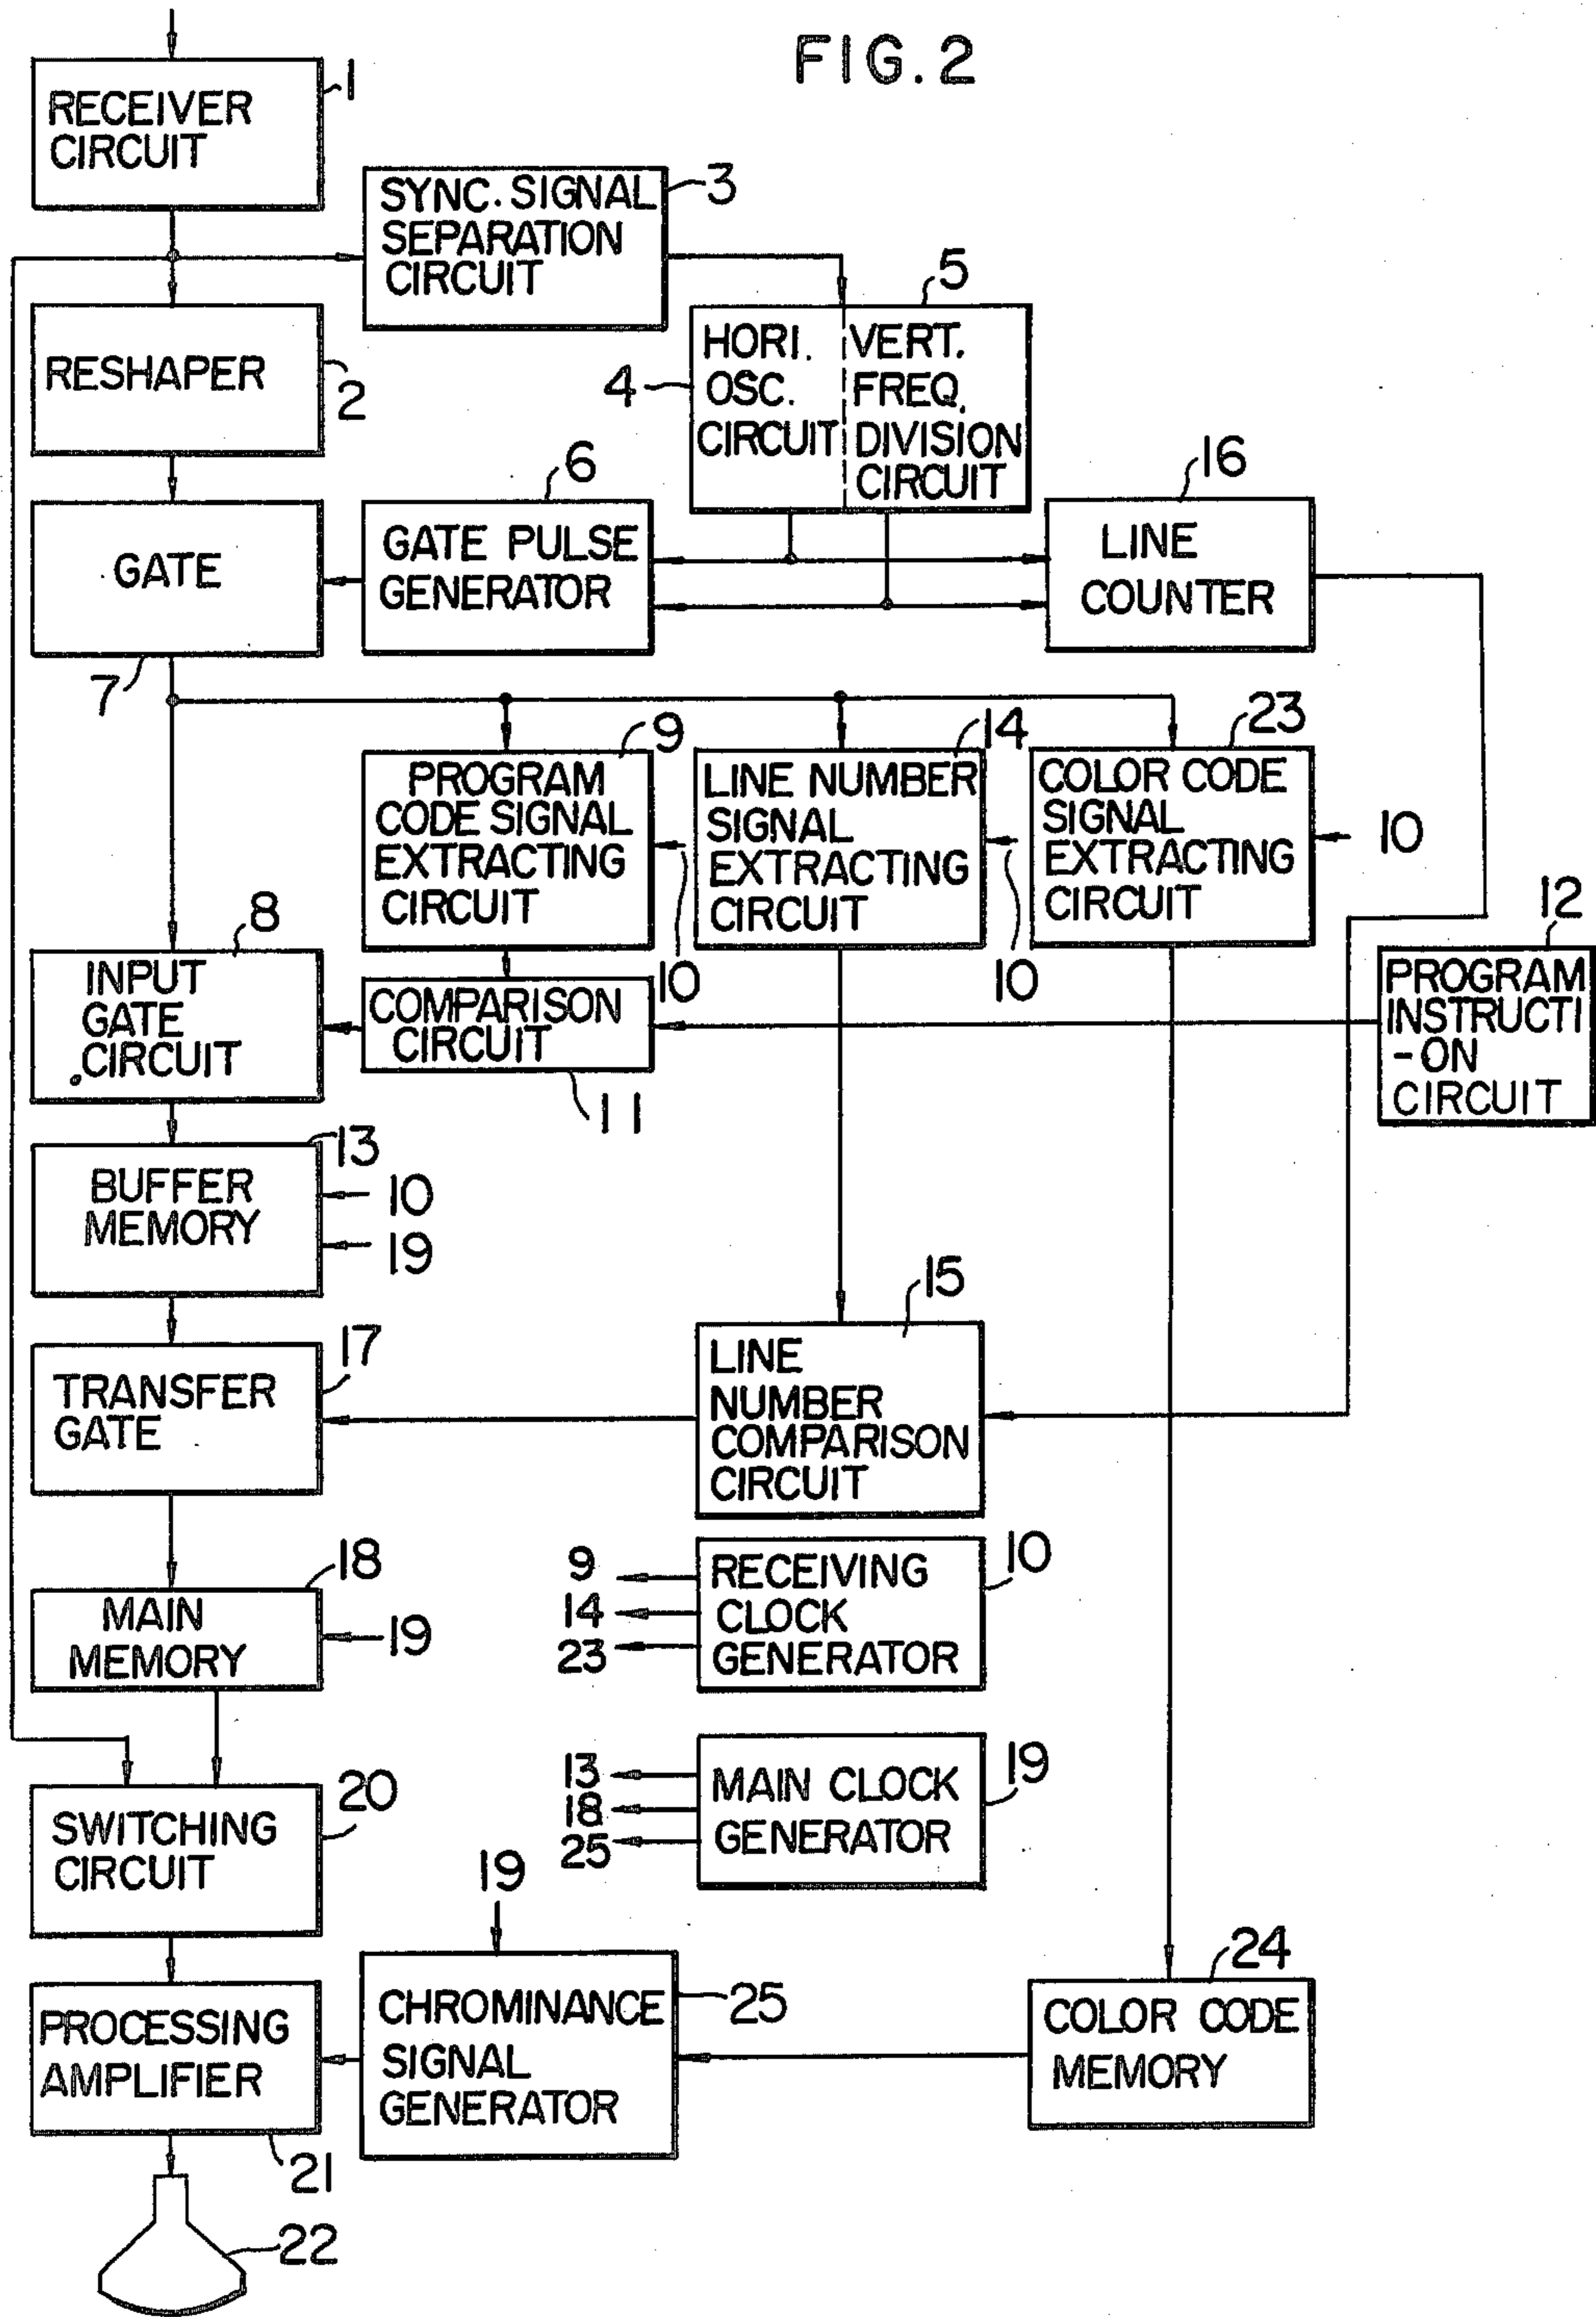 FIG. 2
RECEIVER
CIRCUIT
1
SYNC. SIGNAL
SEPARATION
CIRCUIT
3
RESHAPER
2
HORI.
OSC.
CIRCUIT
4
VERT.
FREQ.
DIVISION
CIRCUIT
5
GATE
7
GATE PULSE
GENERATOR
6
LINE
COUNTER
16
PROGRAM
CODE SIGNAL
EXTRACTING
CIRCUIT
9
10
LINE NUMBER
SIGNAL
EXTRACTING
CIRCUIT
14
10
COLOR CODE
SIGNAL
EXTRACTING
CIRCUIT
23
10
INPUT
GATE
CIRCUIT
8
COMPARISON
CIRCUIT
11
PROGRAM
INSTRUCTI
-ON
CIRCUIT
12
BUFFER
MEMORY
13
10
19
TRANSFER
GATE
17
LINE
NUMBER
COMPARISON
CIRCUIT
15
MAIN
MEMORY
18
19
RECEIVING
CLOCK
GENERATOR
10
9
14
23
MAIN CLOCK
GENERATOR
19
13
18
25
SWITCHING
CIRCUIT
20
19
PROCESSING
AMPLIFIER
21
CHROMINANCE
SIGNAL
GENERATOR
25
COLOR CODE
MEMORY
24
22